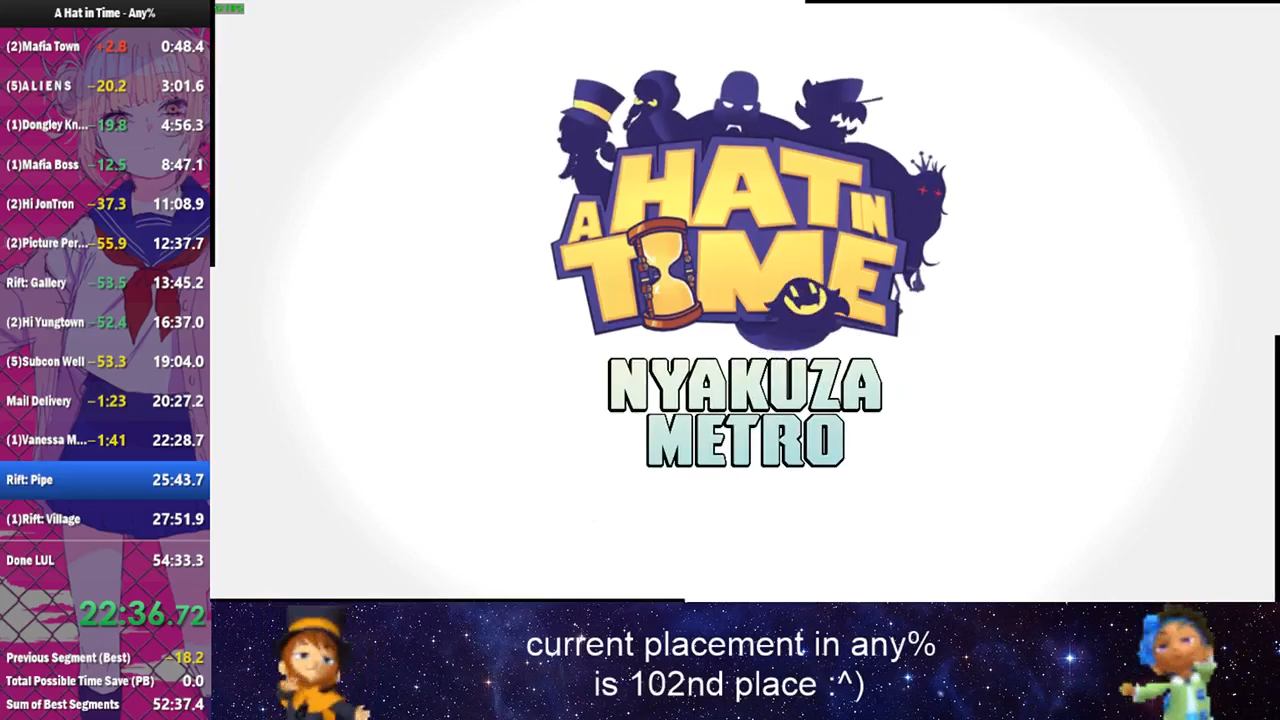 A Hat in Time - Any%
(2)Mafia Town +2.8 0:48.4
(5)A L I E N S −20.2 3:01.6
(1)Dongley Kn... −19.8 4:56.3
(1)Mafia Boss −12.5 8:47.1
(2)Hi JonTron −37.3 11:08.9
(2)Picture Per... −55.9 12:37.7
Rift: Gallery −53.5 13:45.2
(2)Hi Yungtown −52.4 16:37.0
(5)Subcon Well −53.3 19:04.0
Mail Delivery −1:23 20:27.2
(1)Vanessa M... −1:41 22:28.7
Rift: Pipe 25:43.7
(1)Rift: Village 27:51.9
Done LUL 54:33.3
22:36.72
Previous Segment (Best) −18.2
Total Possible Time Save (PB) 0.0
Sum of Best Segments 52:37.4
A HAT IN
TIME
NYAKUZA
METRO
current placement in any%
is 102nd place :^)